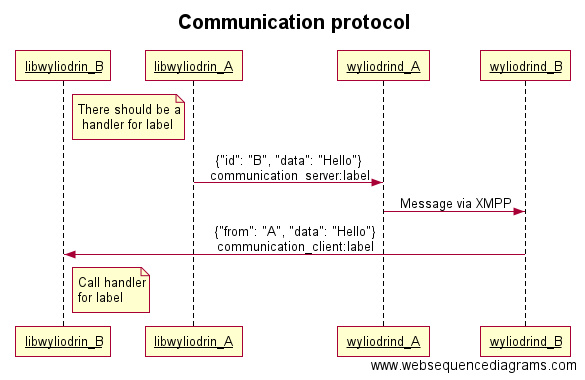 Communication protocol
libwyliodrin_B
libwyliodrin_A
wyliodrind_A
wyliodrind_B
There should be a
handler for label
{"id": "B", "data": "Hello"}
communication_server:label
Message via XMPP
{"from": "A", "data": "Hello"}
communication_client:label
Call handler
for label
libwyliodrin_B
libwyliodrin_A
wyliodrind_A
wyliodrind_B
www.websequencediagrams.com